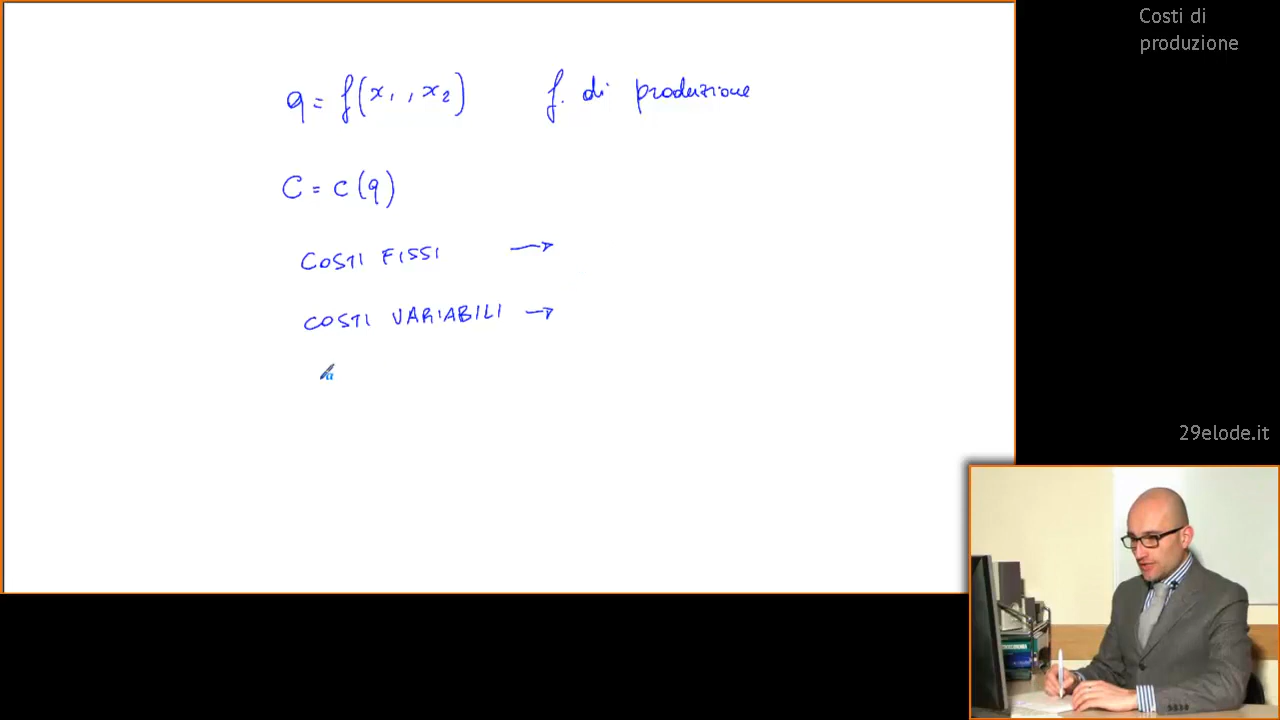 Costi di
produzione
q = f(x1, x2) f. di produzione
C = c(q)
COSTI FISSI →
COSTI VARIABILI →
29elode.it